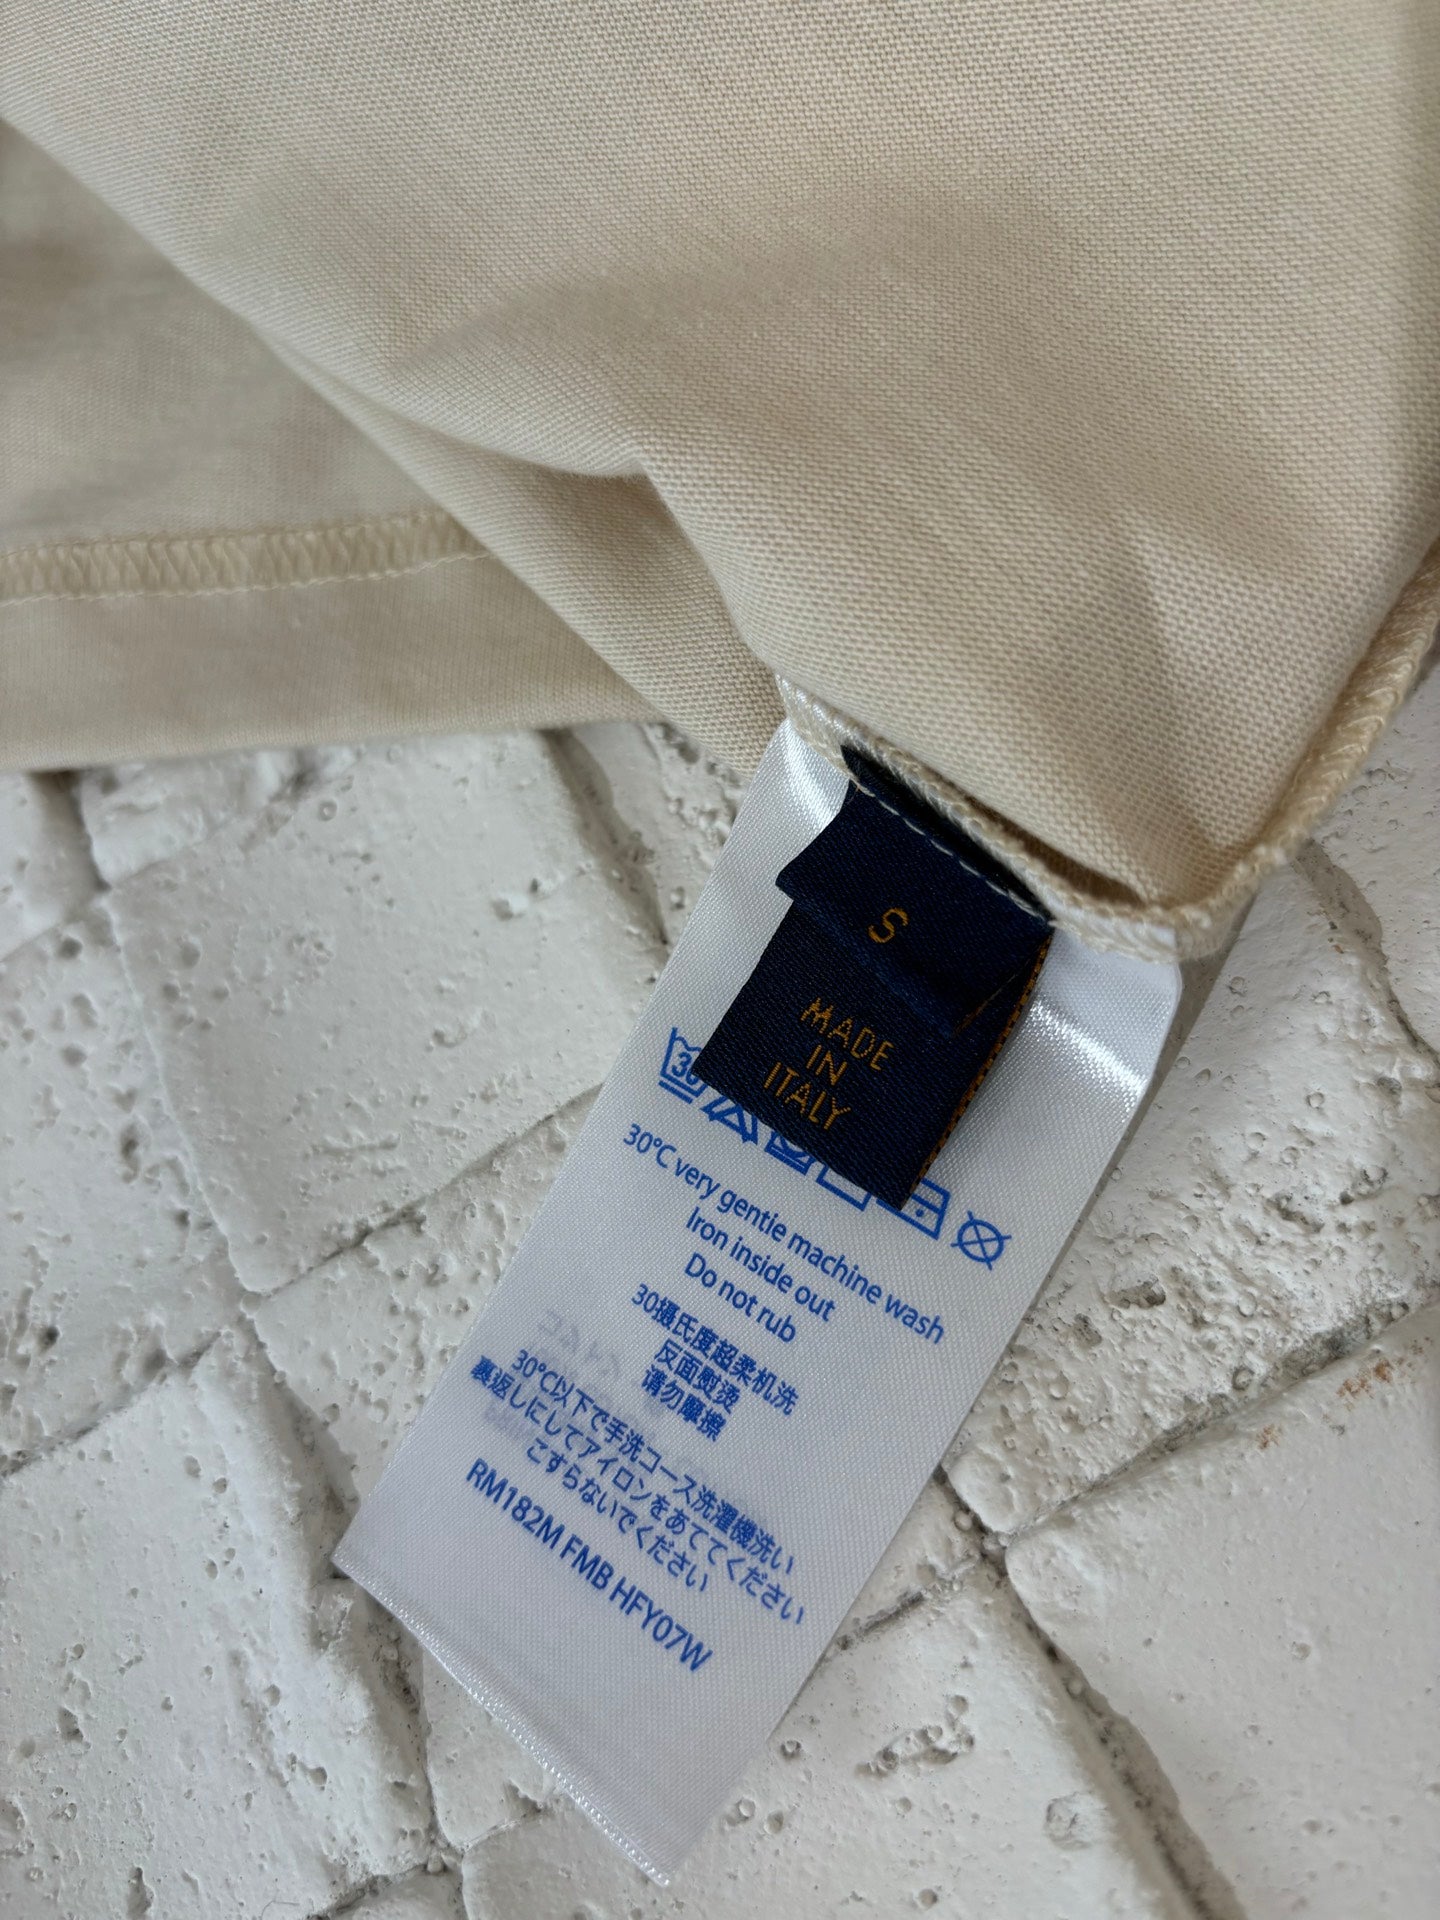 S
MADE
IN
ITALY
30
30°C very gentie machine wash
Iron inside out
Do not rub
30攝氏度超柔机洗
反面熨烫
请勿摩擦
30°C以下で手洗コース洗濯機洗い
裏返しにしてアイロンをあててください
こすらないでください
RM182M FMB HFY07W